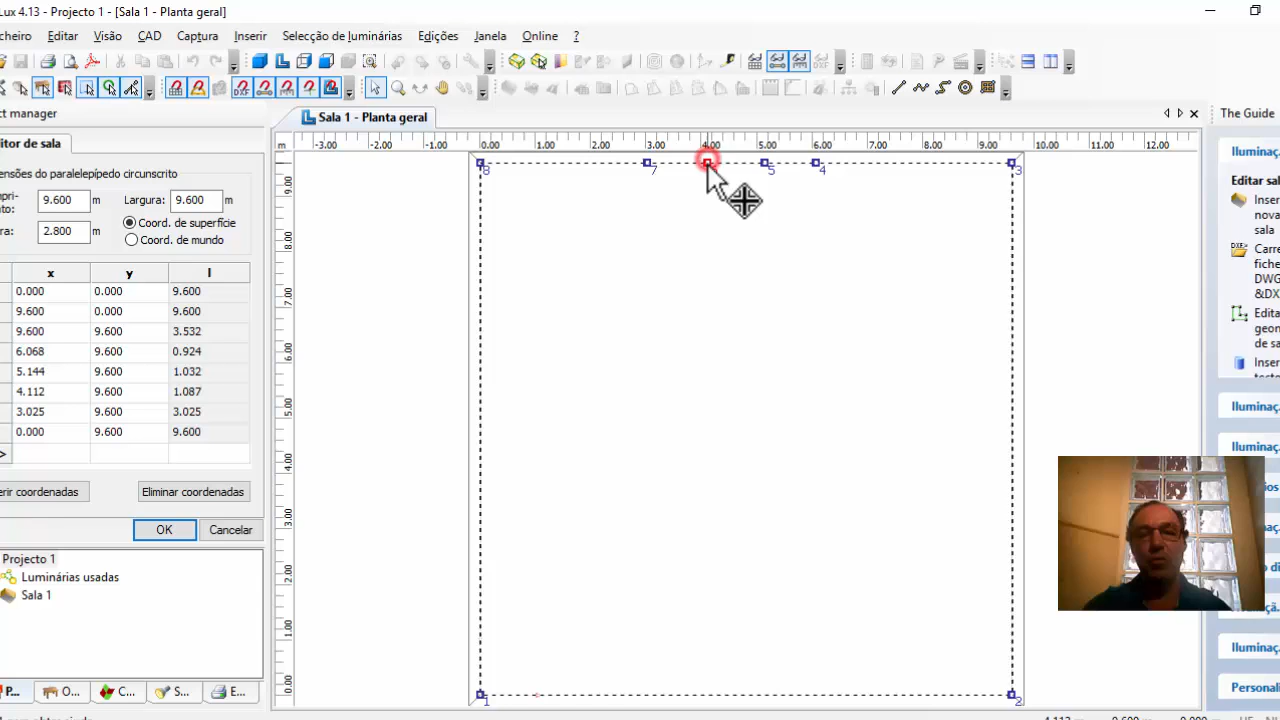 Lux 4.13 - Projecto 1 - [Sala 1 - Planta geral]
cheiro Editar Visão CAD Captura Inserir Selecção de luminárias Edições Janela Online ?
ect manager
Sala 1 - Planta geral
The Guide
itor de sala
m -3.00 -2.00 -1.00 0.00 1.00 2.00 3.00 4.00 5.00 6.00 10.00 11.00 12.00
ensões do paralelepípedo circunscrito
mpri-
nto: 9.600 m Largura: 9.600 m
ra: 2.800 m
Coord. de superfície
Coord. de mundo
x y l
0.000 0.000 9.600
9.600 0.000 9.600
9.600 9.600 3.532
6.068 9.600 0.924
5.144 9.600 1.032
4.112 9.600 1.087
3.025 9.600 3.025
0.000 9.600 9.600
>
erir coordenadas Eliminar coordenadas
OK Cancelar
Projecto 1
Luminárias usadas
Sala 1
P... O... C... S... E...
9.00
8.00
7.00
6.00
5.00
4.00
3.00
2.00
1.00
0.00
8 7 5 4 3
1 2
Iluminaç.
Editar sal
Inser
nova
sala
Carre
fiche
DWG
&DX
Edita
geon
de sa
Inser
Iluminaç.
Iluminaç
Iluminaç.
Personali